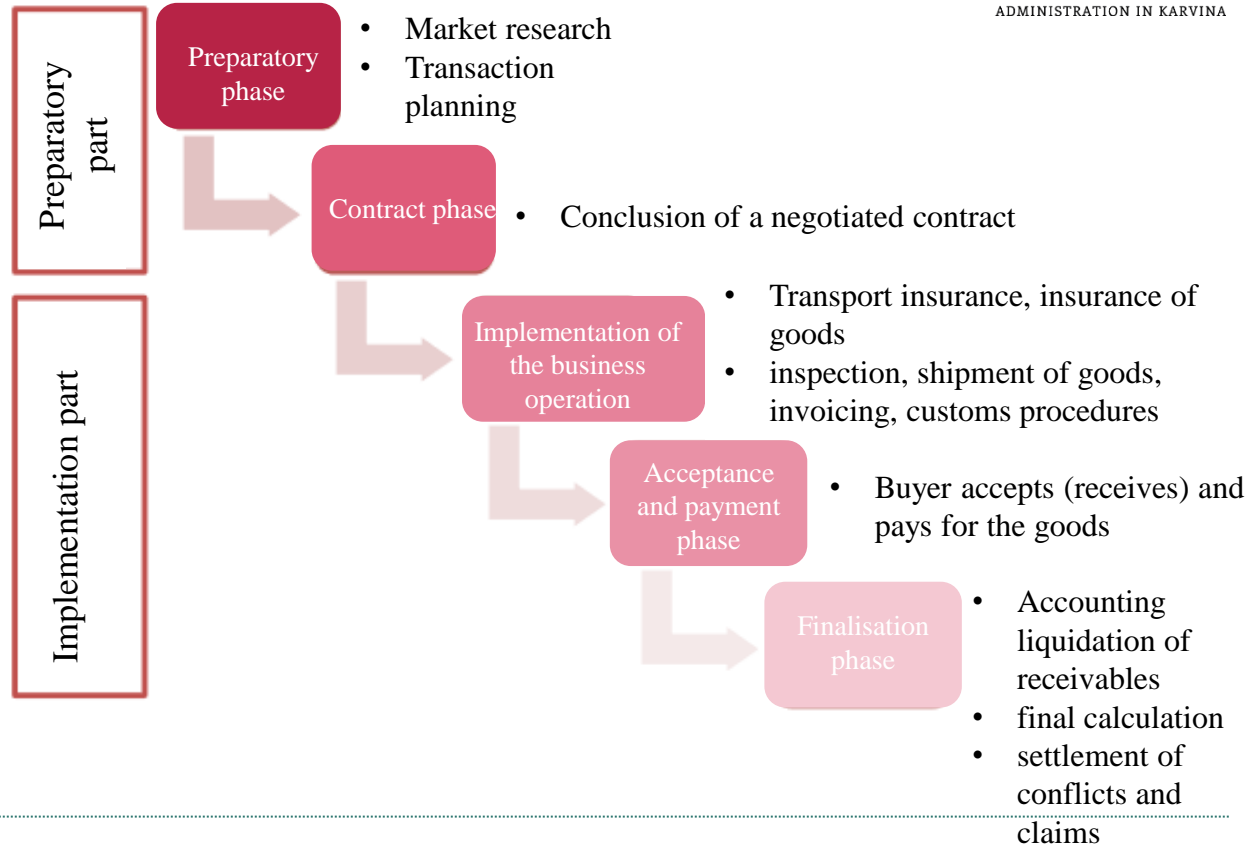 ADMINISTRATION IN KARVINA
Preparatory
part
Preparatory
phase
• Market research
• Transaction
planning
Contract phase
• Conclusion of a negotiated contract
Implementation part
Implementation of
the business
operation
• Transport insurance, insurance of
goods
• inspection, shipment of goods,
invoicing, customs procedures
Acceptance
and payment
phase
• Buyer accepts (receives) and
pays for the goods
Finalisation
phase
• Accounting
liquidation of
receivables
• final calculation
• settlement of
conflicts and
claims